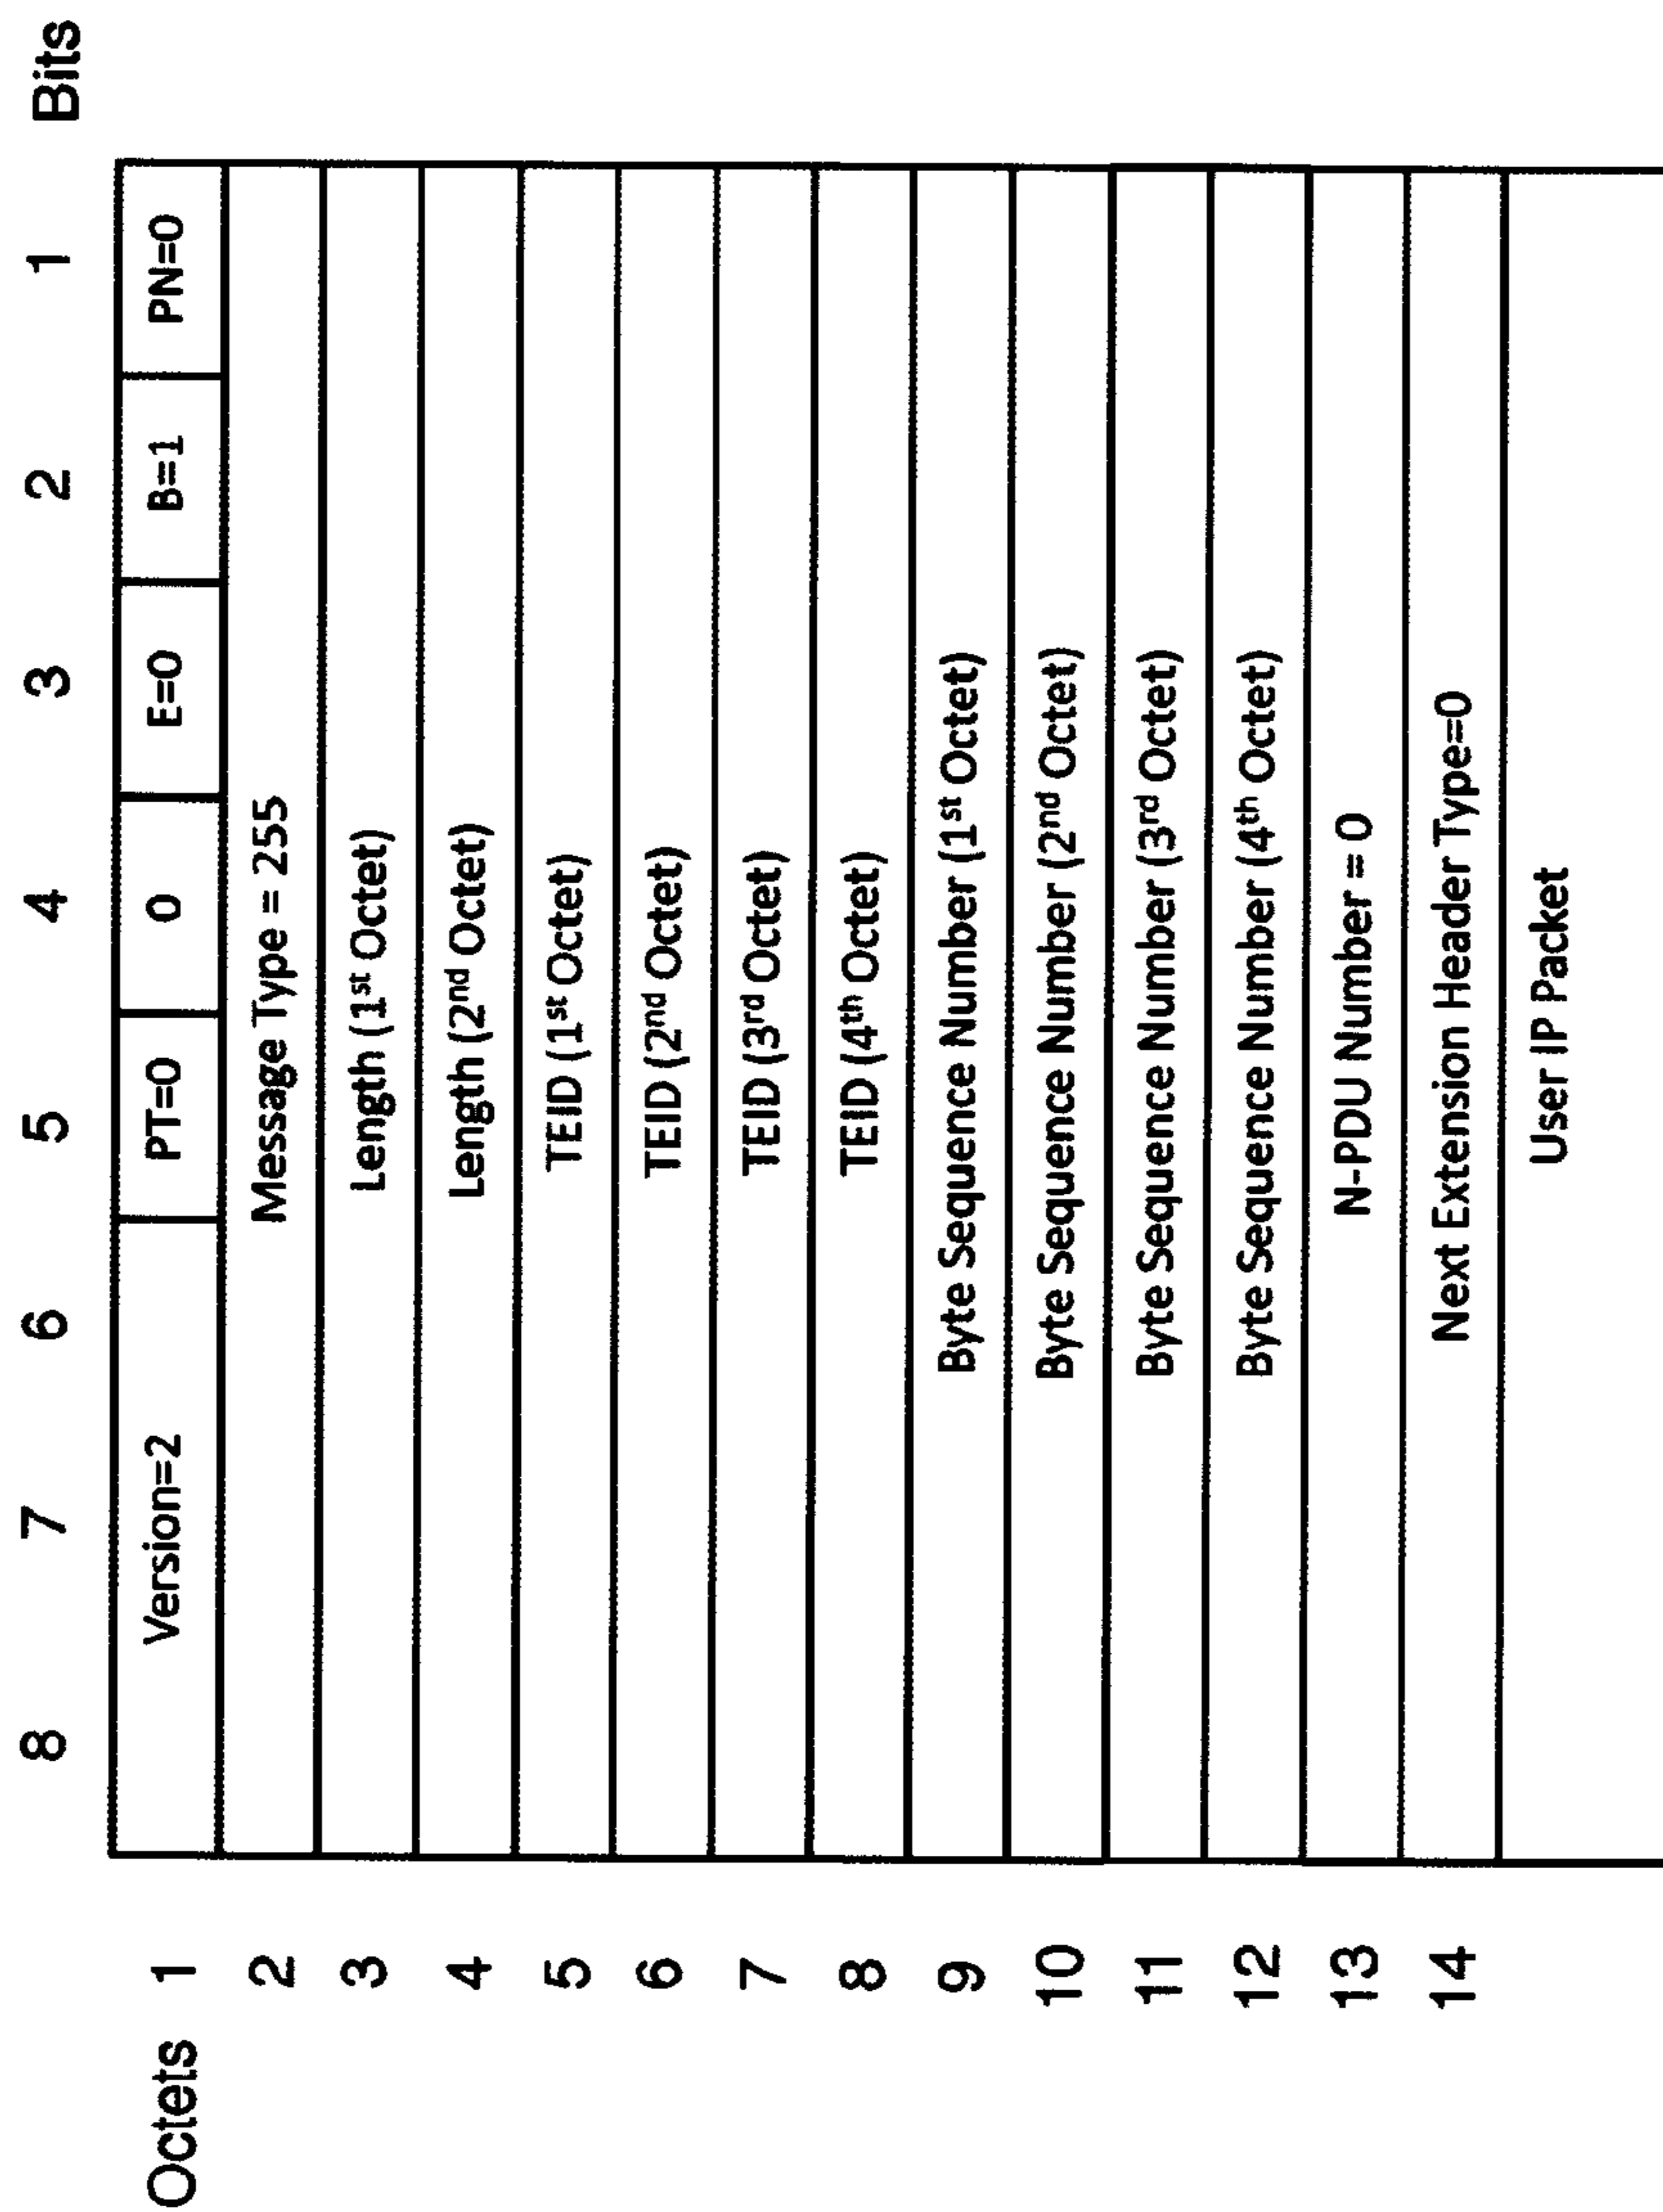 8 7 6 5 4 3 2 1 Bits
Octets 1 Version=2 PT=0 0 E=0 B=1 PN=0
2 Message Type = 255
3 Length (1st Octet)
4 Length (2nd Octet)
5 TEID (1st Octet)
6 TEID (2nd Octet)
7 TEID (3rd Octet)
8 TEID (4th Octet)
9 Byte Sequence Number (1st Octet)
10 Byte Sequence Number (2nd Octet)
11 Byte Sequence Number (3rd Octet)
12 Byte Sequence Number (4th Octet)
13 N-PDU Number = 0
14 Next Extension Header Type=0
User IP Packet